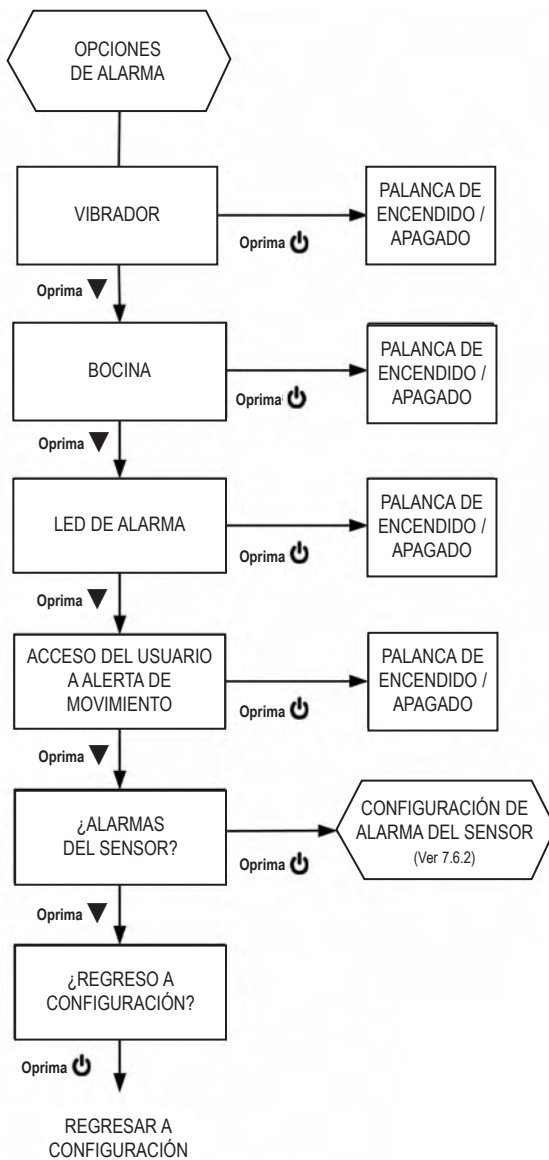 OPCIONES
DE ALARMA
VIBRADOR
Oprima
PALANCA DE
ENCENDIDO /
APAGADO
Oprima
BOCINA
Oprima
PALANCA DE
ENCENDIDO /
APAGADO
Oprima
LED DE ALARMA
Oprima
PALANCA DE
ENCENDIDO /
APAGADO
Oprima
ACCESO DEL USUARIO
A ALERTA DE
MOVIMIENTO
Oprima
PALANCA DE
ENCENDIDO /
APAGADO
Oprima
¿ALARMAS
DEL SENSOR?
Oprima
CONFIGURACIÓN DE
ALARMA DEL SENSOR
(Ver 7.6.2)
Oprima
¿REGRESO A
CONFIGURACIÓN?
Oprima
REGRESAR A
CONFIGURACIÓN